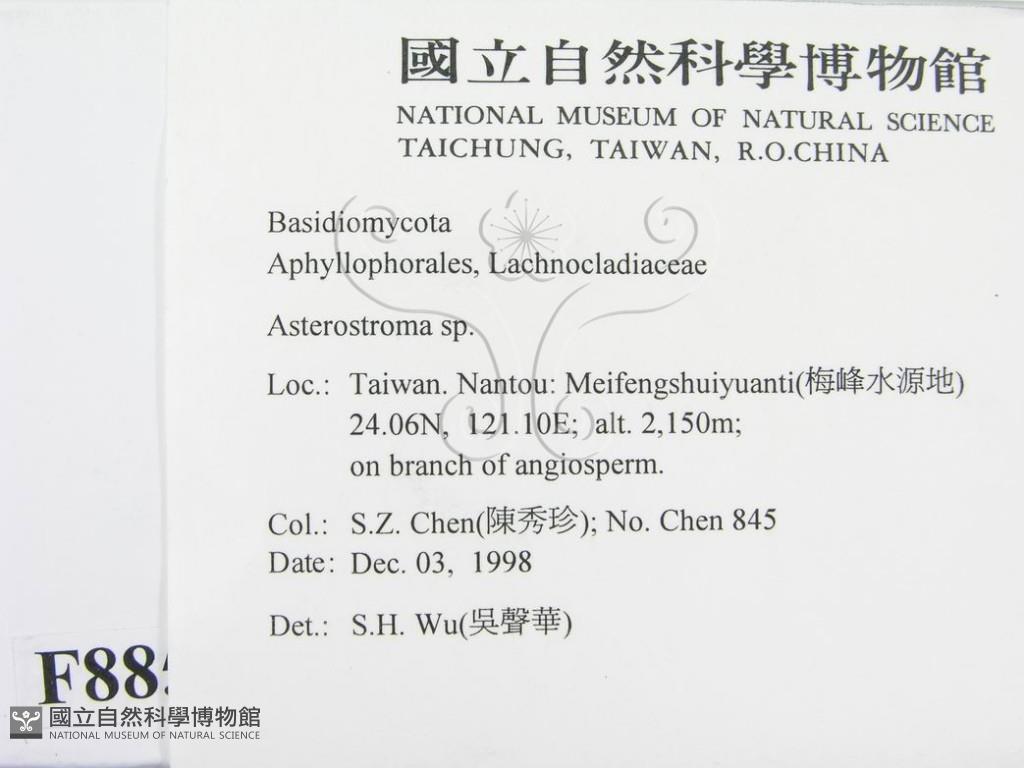 國立自然科學博物館
NATIONAL MUSEUM OF NATURAL SCIENCE
TAICHUNG, TAIWAN, R.O.CHINA
Basidiomycota
Aphyllophorales, Lachnocladiaceae
Asterostroma sp.
Loc.: Taiwan. Nantou: Meifengshuiyuanti(梅峰水源地)
24.06N, 121.10E; alt. 2,150m;
on branch of angiosperm.
Col.: S.Z. Chen(陳秀珍); No. Chen 845
Date: Dec. 03, 1998
Det.: S.H. Wu(吳聲華)
F885
國立自然科學博物館
NATIONAL MUSEUM OF NATURAL SCIENCE